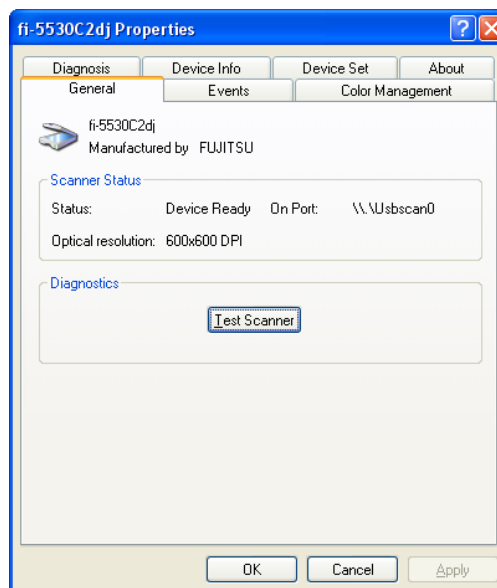 fi-5530C2dj Properties
Diagnosis Device Info Device Set About
General Events Color Management
fi-5530C2dj
Manufactured by FUJITSU
Scanner Status
Status: Device Ready On Port: \\.\Usbscan0
Optical resolution: 600x600 DPI
Diagnostics
Test Scanner
OK Cancel Apply